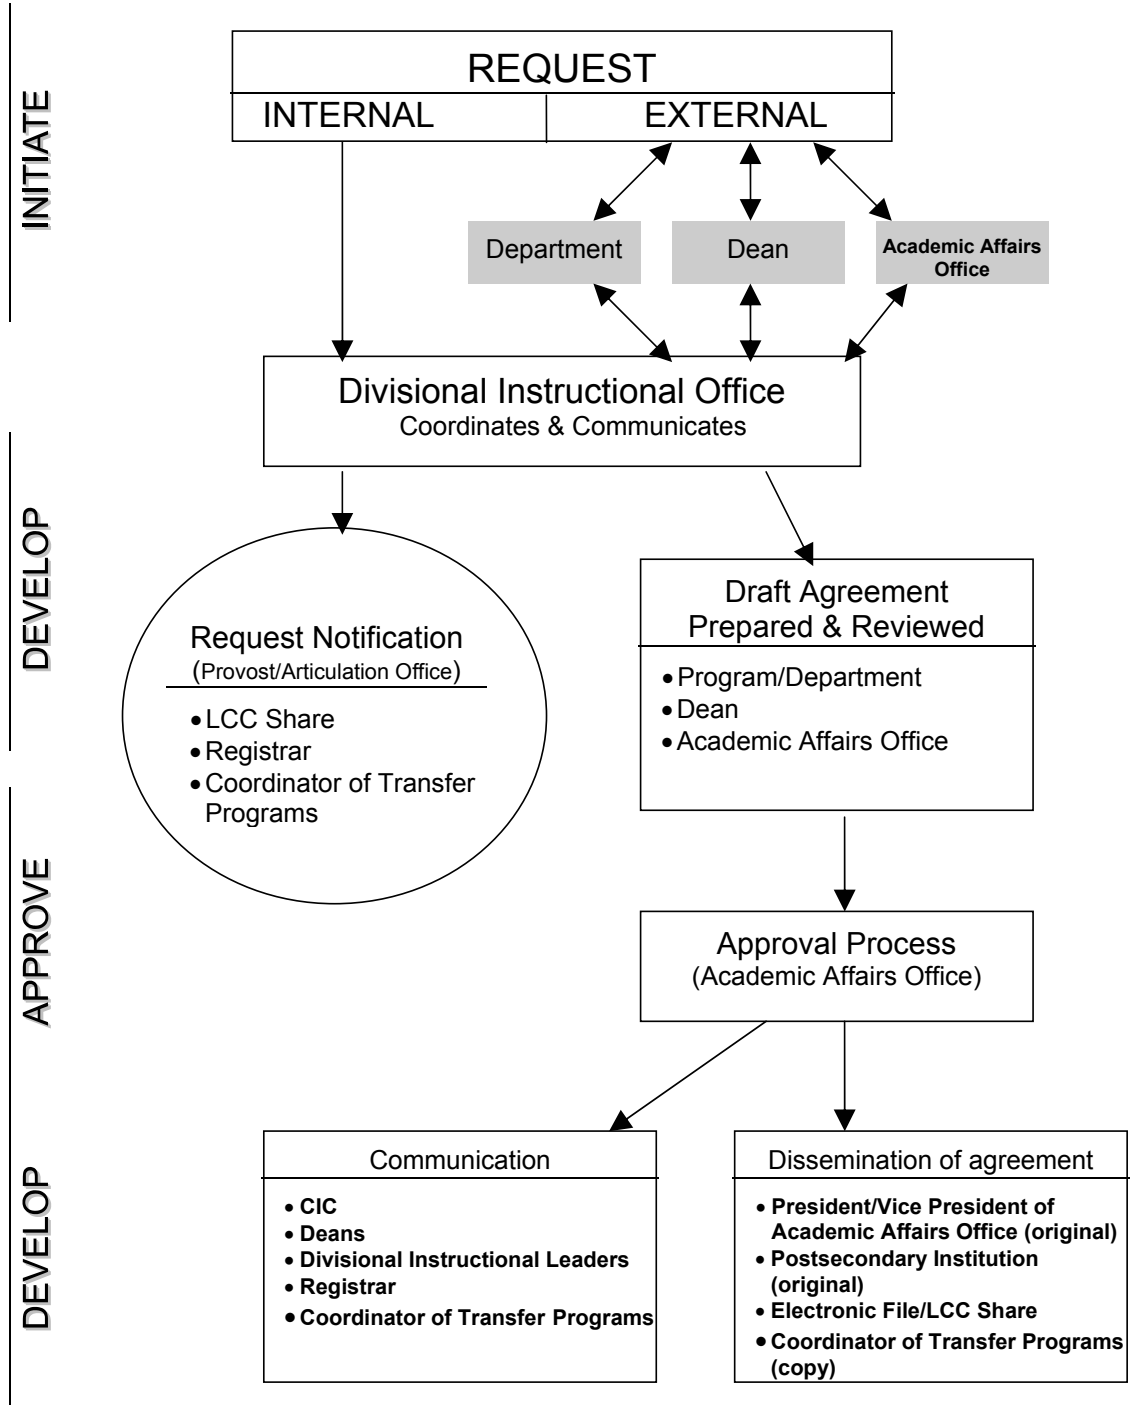 INITIATE
REQUEST
INTERNAL
EXTERNAL
Department
Dean
Academic Affairs
Office
Divisional Instructional Office
Coordinates & Communicates
DEVELOP
Request Notification
(Provost/Articulation Office)
• LCC Share
• Registrar
• Coordinator of Transfer
Programs
Draft Agreement
Prepared & Reviewed
• Program/Department
• Dean
• Academic Affairs Office
APPROVE
Approval Process
(Academic Affairs Office)
DEVELOP
Communication
• CIC
• Deans
• Divisional Instructional Leaders
• Registrar
• Coordinator of Transfer Programs
Dissemination of agreement
• President/Vice President of
Academic Affairs Office (original)
• Postsecondary Institution
(original)
• Electronic File/LCC Share
• Coordinator of Transfer Programs
(copy)